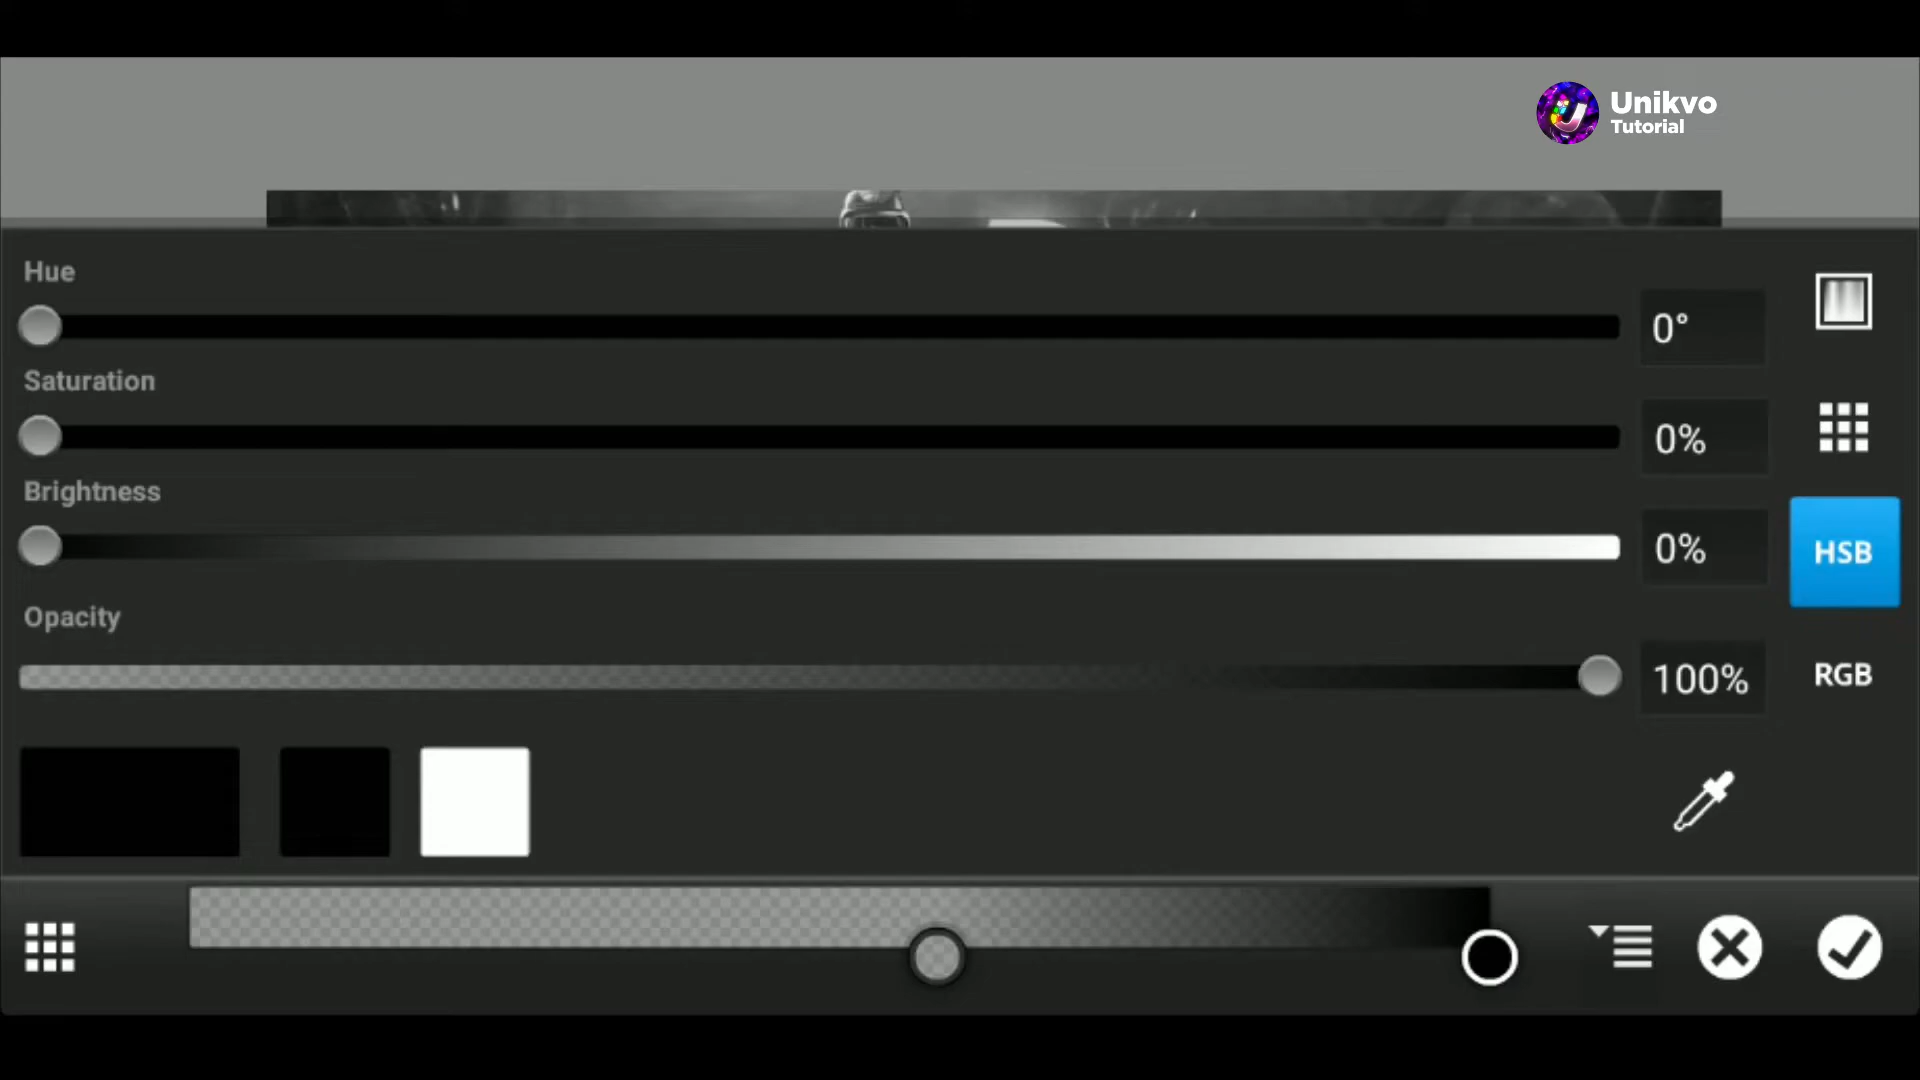 Unikvo
Tutorial
Hue
0°
Saturation
0%
Brightness
0%
HSB
Opacity
100%
RGB